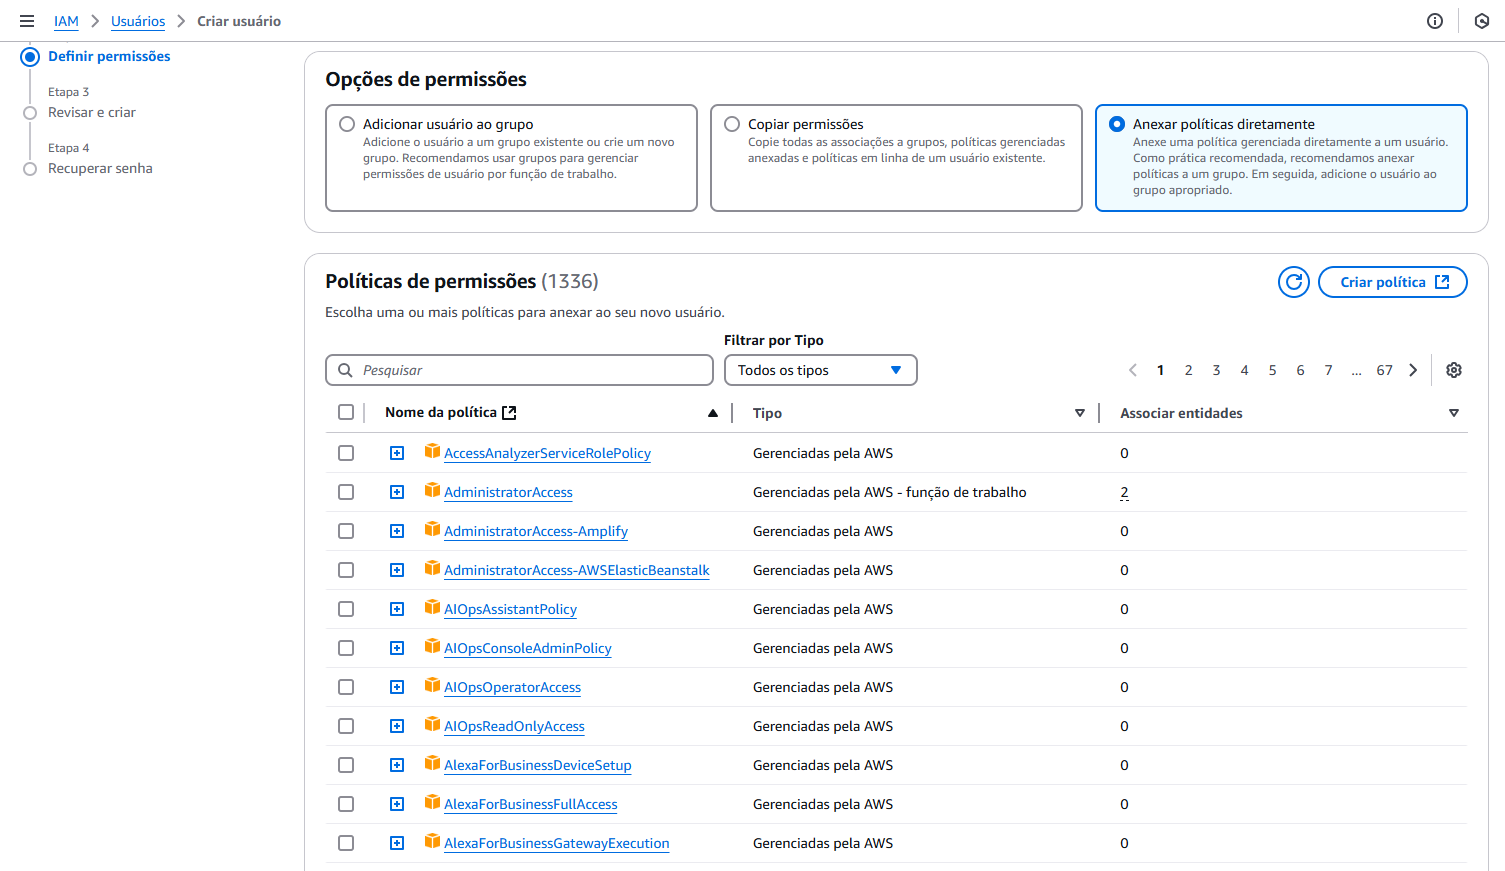 IAM > Usuários > Criar usuário
Definir permissões
Etapa 3
Revisar e criar
Etapa 4
Recuperar senha
Opções de permissões
Adicionar usuário ao grupo
Adicione o usuário a um grupo existente ou crie um novo
grupo. Recomendamos usar grupos para gerenciar
permissões de usuário por função de trabalho.
Copiar permissões
Copie todas as associações a grupos, políticas gerenciadas
anexadas e políticas em linha de um usuário existente.
Anexar políticas diretamente
Anexe uma política gerenciada diretamente a um usuário.
Como prática recomendada, recomendamos anexar
políticas a um grupo. Em seguida, adicione o usuário ao
grupo apropriado.
Políticas de permissões (1336)
Criar política
Escolha uma ou mais políticas para anexar ao seu novo usuário.
Filtrar por Tipo
Pesquisar
Todos os tipos
1 2 3 4 5 6 7 ... 67
Nome da política Tipo Associar entidades
AccessAnalyzerServiceRolePolicy Gerenciadas pela AWS 0
AdministratorAccess Gerenciadas pela AWS - função de trabalho 2
AdministratorAccess-Amplify Gerenciadas pela AWS 0
AdministratorAccess-AWSElasticBeanstalk Gerenciadas pela AWS 0
AIOpsAssistantPolicy Gerenciadas pela AWS 0
AIOpsConsoleAdminPolicy Gerenciadas pela AWS 0
AIOpsOperatorAccess Gerenciadas pela AWS 0
AIOpsReadOnlyAccess Gerenciadas pela AWS 0
AlexaForBusinessDeviceSetup Gerenciadas pela AWS 0
AlexaForBusinessFullAccess Gerenciadas pela AWS 0
AlexaForBusinessGatewayExecution Gerenciadas pela AWS 0